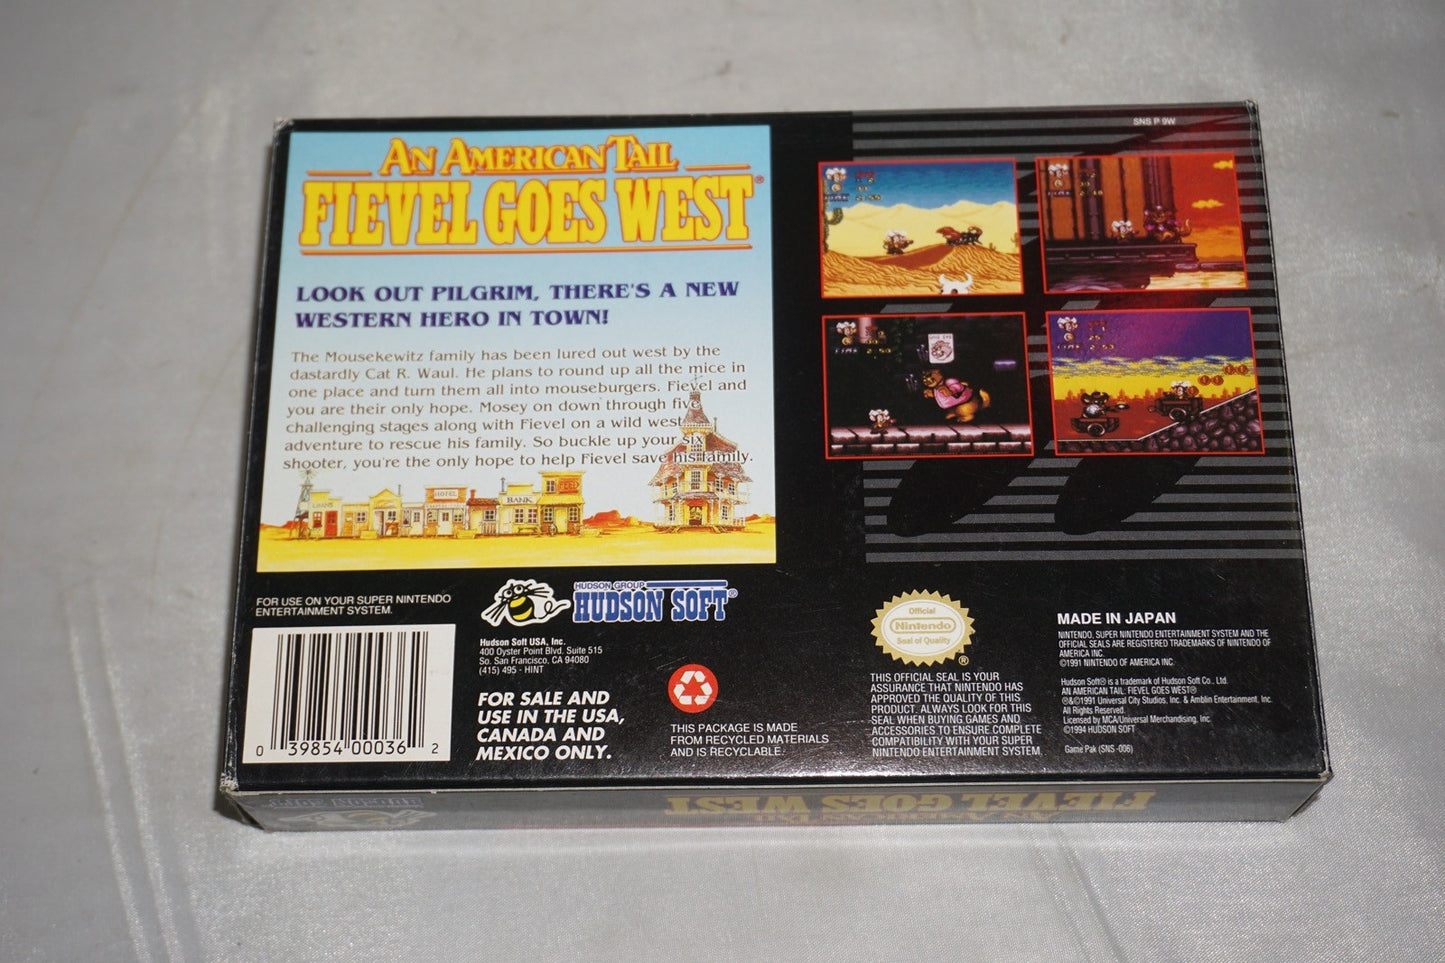 SNS P 9W
AN AMERICAN TAIL
FIEVEL GOES WEST®
LOOK OUT PILGRIM, THERE'S A NEW
WESTERN HERO IN TOWN!
The Mousekewitz family has been lured out west by the
dastardly Cat R. Waul. He plans to round up all the mice in
one place and turn them all into mouseburgers. Fievel and
you are their only hope. Mosey on down through five
challenging stages along with Fievel on a wild west
adventure to rescue his family. So buckle up your six
shooter, you're the only hope to help Fievel save his family.
LOANS
HOTEL
BANK
FEED
FOR USE ON YOUR SUPER NINTENDO
ENTERTAINMENT SYSTEM.
0 39854 00036 2
HUDSON GROUP
HUDSON SOFT®
Hudson Soft USA, Inc.
400 Oyster Point Blvd. Suite 515
So. San Francisco, CA 94080
(415) 495 - HINT
FOR SALE AND
USE IN THE USA,
CANADA AND
MEXICO ONLY.
THIS PACKAGE IS MADE
FROM RECYCLED MATERIALS
AND IS RECYCLABLE.
Official
Nintendo
Seal of Quality
®
THIS OFFICIAL SEAL IS YOUR
ASSURANCE THAT NINTENDO HAS
APPROVED THE QUALITY OF THIS
PRODUCT. ALWAYS LOOK FOR THIS
SEAL WHEN BUYING GAMES AND
ACCESSORIES TO ENSURE COMPLETE
COMPATIBILITY WITH YOUR SUPER
NINTENDO ENTERTAINMENT SYSTEM.
MADE IN JAPAN
NINTENDO, SUPER NINTENDO ENTERTAINMENT SYSTEM AND THE
OFFICIAL SEALS ARE REGISTERED TRADEMARKS OF NINTENDO OF
AMERICA INC.
©1991 NINTENDO OF AMERICA INC.
Hudson Soft® is a trademark of Hudson Soft Co., Ltd.
AN AMERICAN TAIL: FIEVEL GOES WEST®
®&©1991 Universal City Studios, Inc. & Amblin Entertainment, Inc.
All Rights Reserved.
Licensed by MCA/Universal Merchandising, Inc.
©1994 HUDSON SOFT
Game Pak (SNS -006)
HUDSON SOFT
AN AMERICAN TAIL
FIEVEL GOES WEST